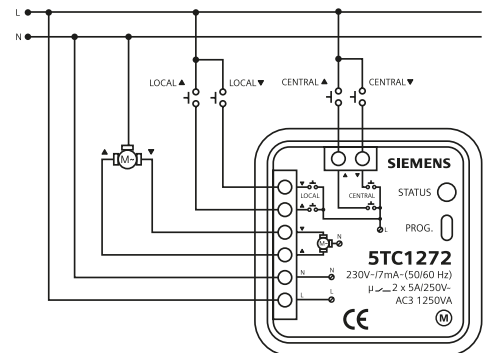 L
N
LOCAL ▲
LOCAL ▼
CENTRAL ▲
CENTRAL ▼
▲ M~ ▼
SIEMENS
▲ ▼
STATUS
▼
LOCAL
▲
CENTRAL
L
PROG.
▼
M~ N
▲
5TC1272
N N
230V~/7mA~(50/60 Hz)
L L
2 x 5A/250V~
µ
AC3 1250VA
CE
M